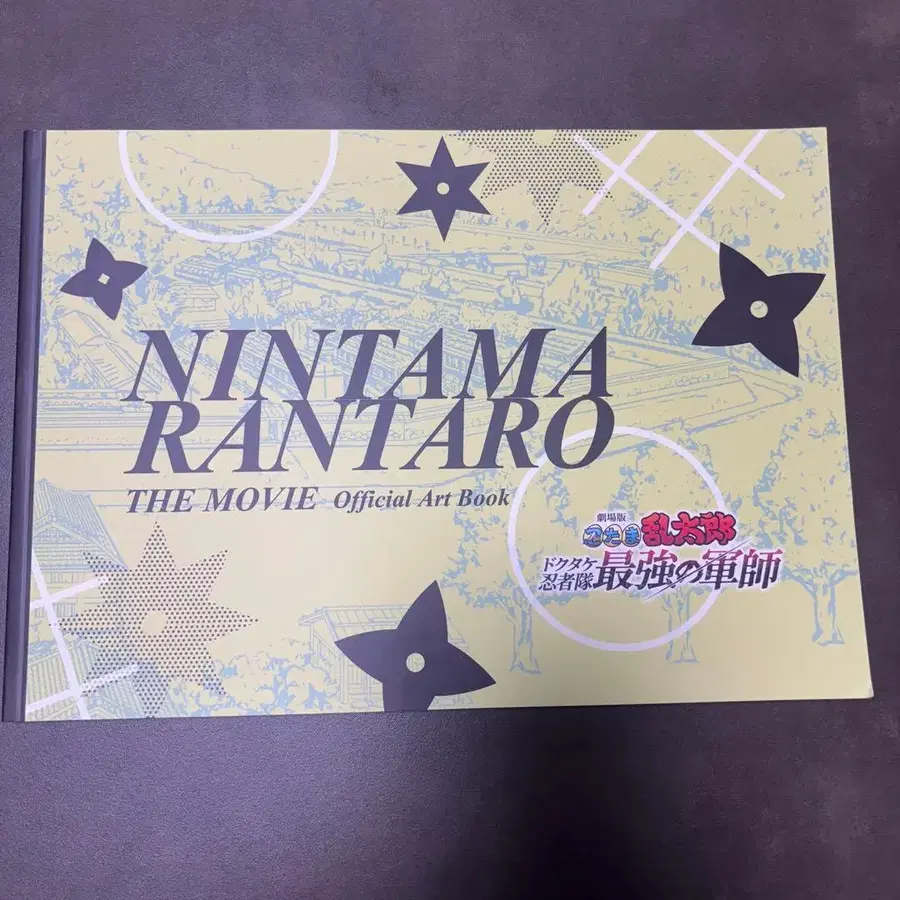 NINTAMA
RANTARO
THE MOVIE Official Art Book
劇場版
忍たま乱太郎
ドクタケ
忍者隊 最強の軍師